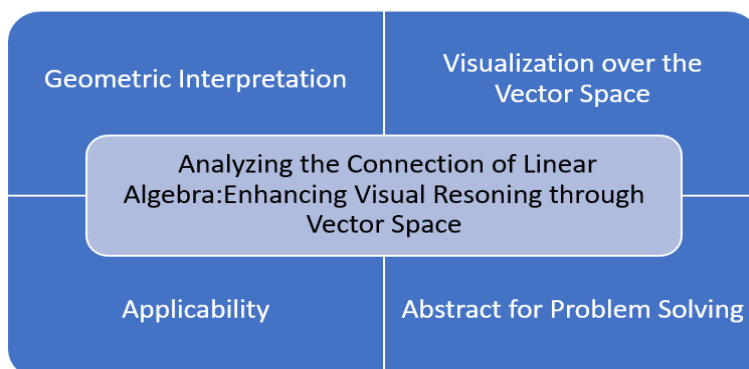 Geometric Interpretation
Visualization over the
Vector Space
Analyzing the Connection of Linear
Algebra:Enhancing Visual Resoning through
Vector Space
Applicability
Abstract for Problem Solving